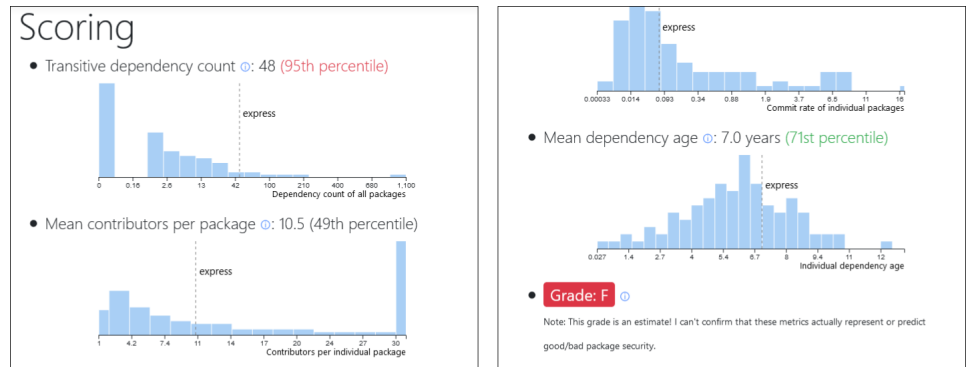 Scoring
• Transitive dependency count ⓘ: 48 (95th percentile)
express
0 0.16 2.6 13 42 100 210 400 680 1,100
Dependency count of all packages
• Mean contributors per package ⓘ: 10.5 (49th percentile)
express
1 4.2 7.4 11 14 17 20 24 27 30
Contributors per individual package
express
0.00033 0.014 0.093 0.34 0.88 1.9 3.7 6.5 11 16
Commit rate of individual packages
• Mean dependency age ⓘ: 7.0 years (71st percentile)
express
0.027 1.4 2.7 4 5.4 6.7 8 9.4 11 12
Individual dependency age
• Grade: F ⓘ
Note: This grade is an estimate! I can't confirm that these metrics actually represent or predict
good/bad package security.